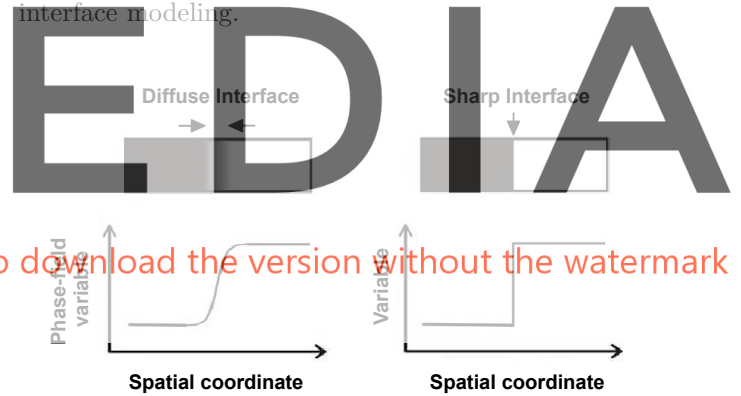 interface modeling.
EDIA
Diffuse Interface
Sharp Interface
Phase-field
variable
Variable
o download the version without the watermark
Spatial coordinate
Spatial coordinate